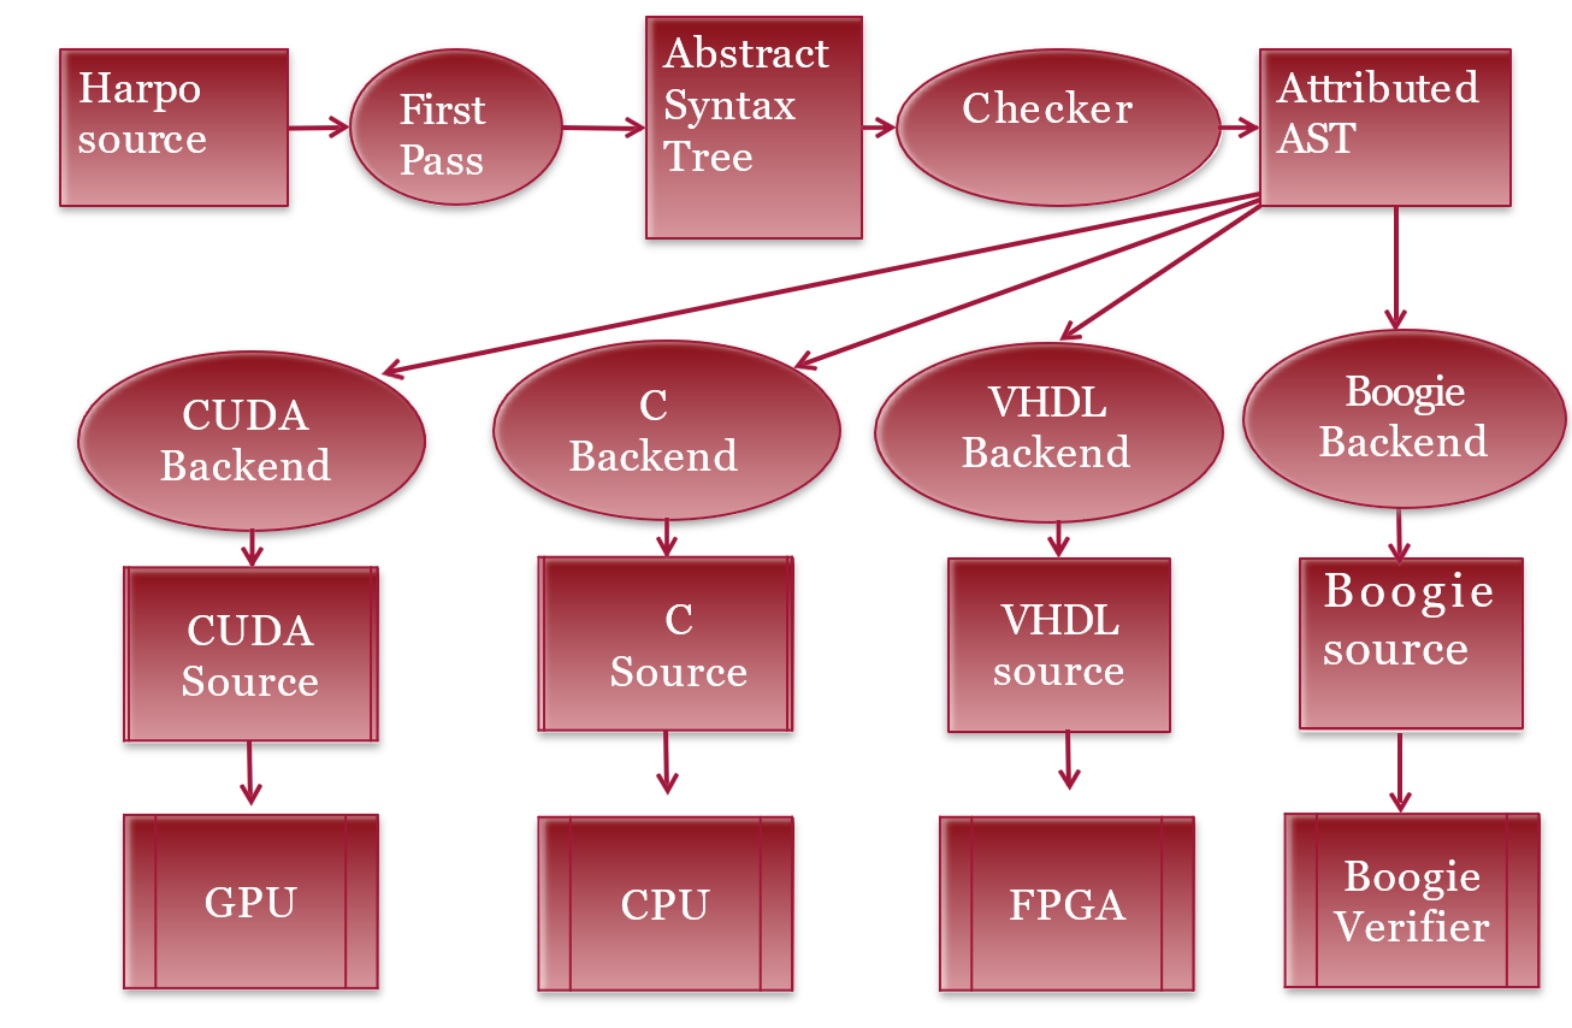 Harpo
source
First
Pass
Abstract
Syntax
Tree
Checker
Attributed
AST
CUDA
Backend
C
Backend
VHDL
Backend
Boogie
Backend
CUDA
Source
C
Source
VHDL
source
Boogie
source
GPU
CPU
FPGA
Boogie
Verifier